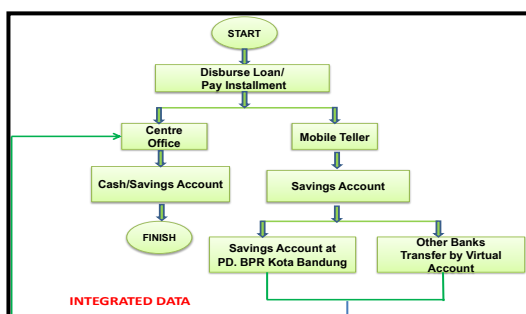 START
Disburse Loan/
Pay Installment
Centre
Office
Mobile Teller
Cash/Savings Account
Savings Account
FINISH
Savings Account at
PD. BPR Kota Bandung
Other Banks
Transfer by Virtual
Account
INTEGRATED DATA